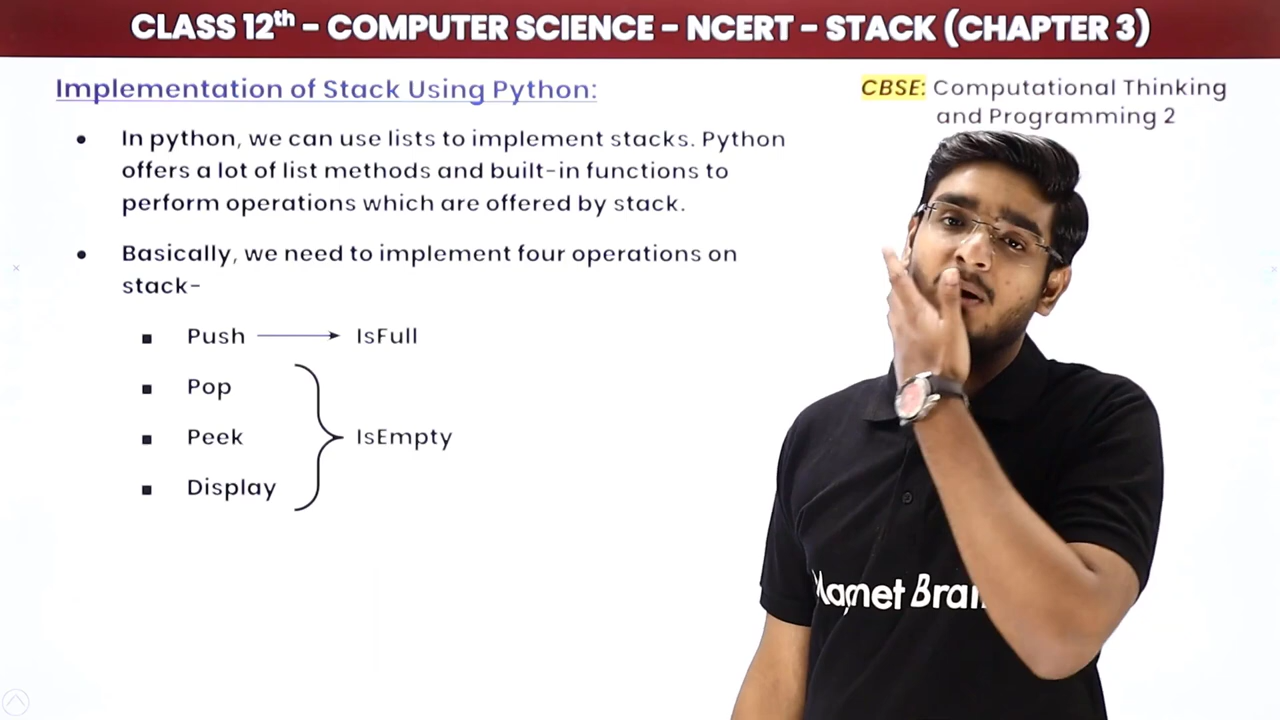 CLASS 12th - COMPUTER SCIENCE - NCERT - STACK (CHAPTER 3)
Implementation of Stack Using Python:
CBSE: Computational Thinking
and Programming 2
• In python, we can use lists to implement stacks. Python
offers a lot of list methods and built-in functions to
perform operations which are offered by stack.
• Basically, we need to implement four operations on
stack-
▪ Push → IsFull
▪ Pop
▪ Peek
IsEmpty
▪ Display
Magnet Brain